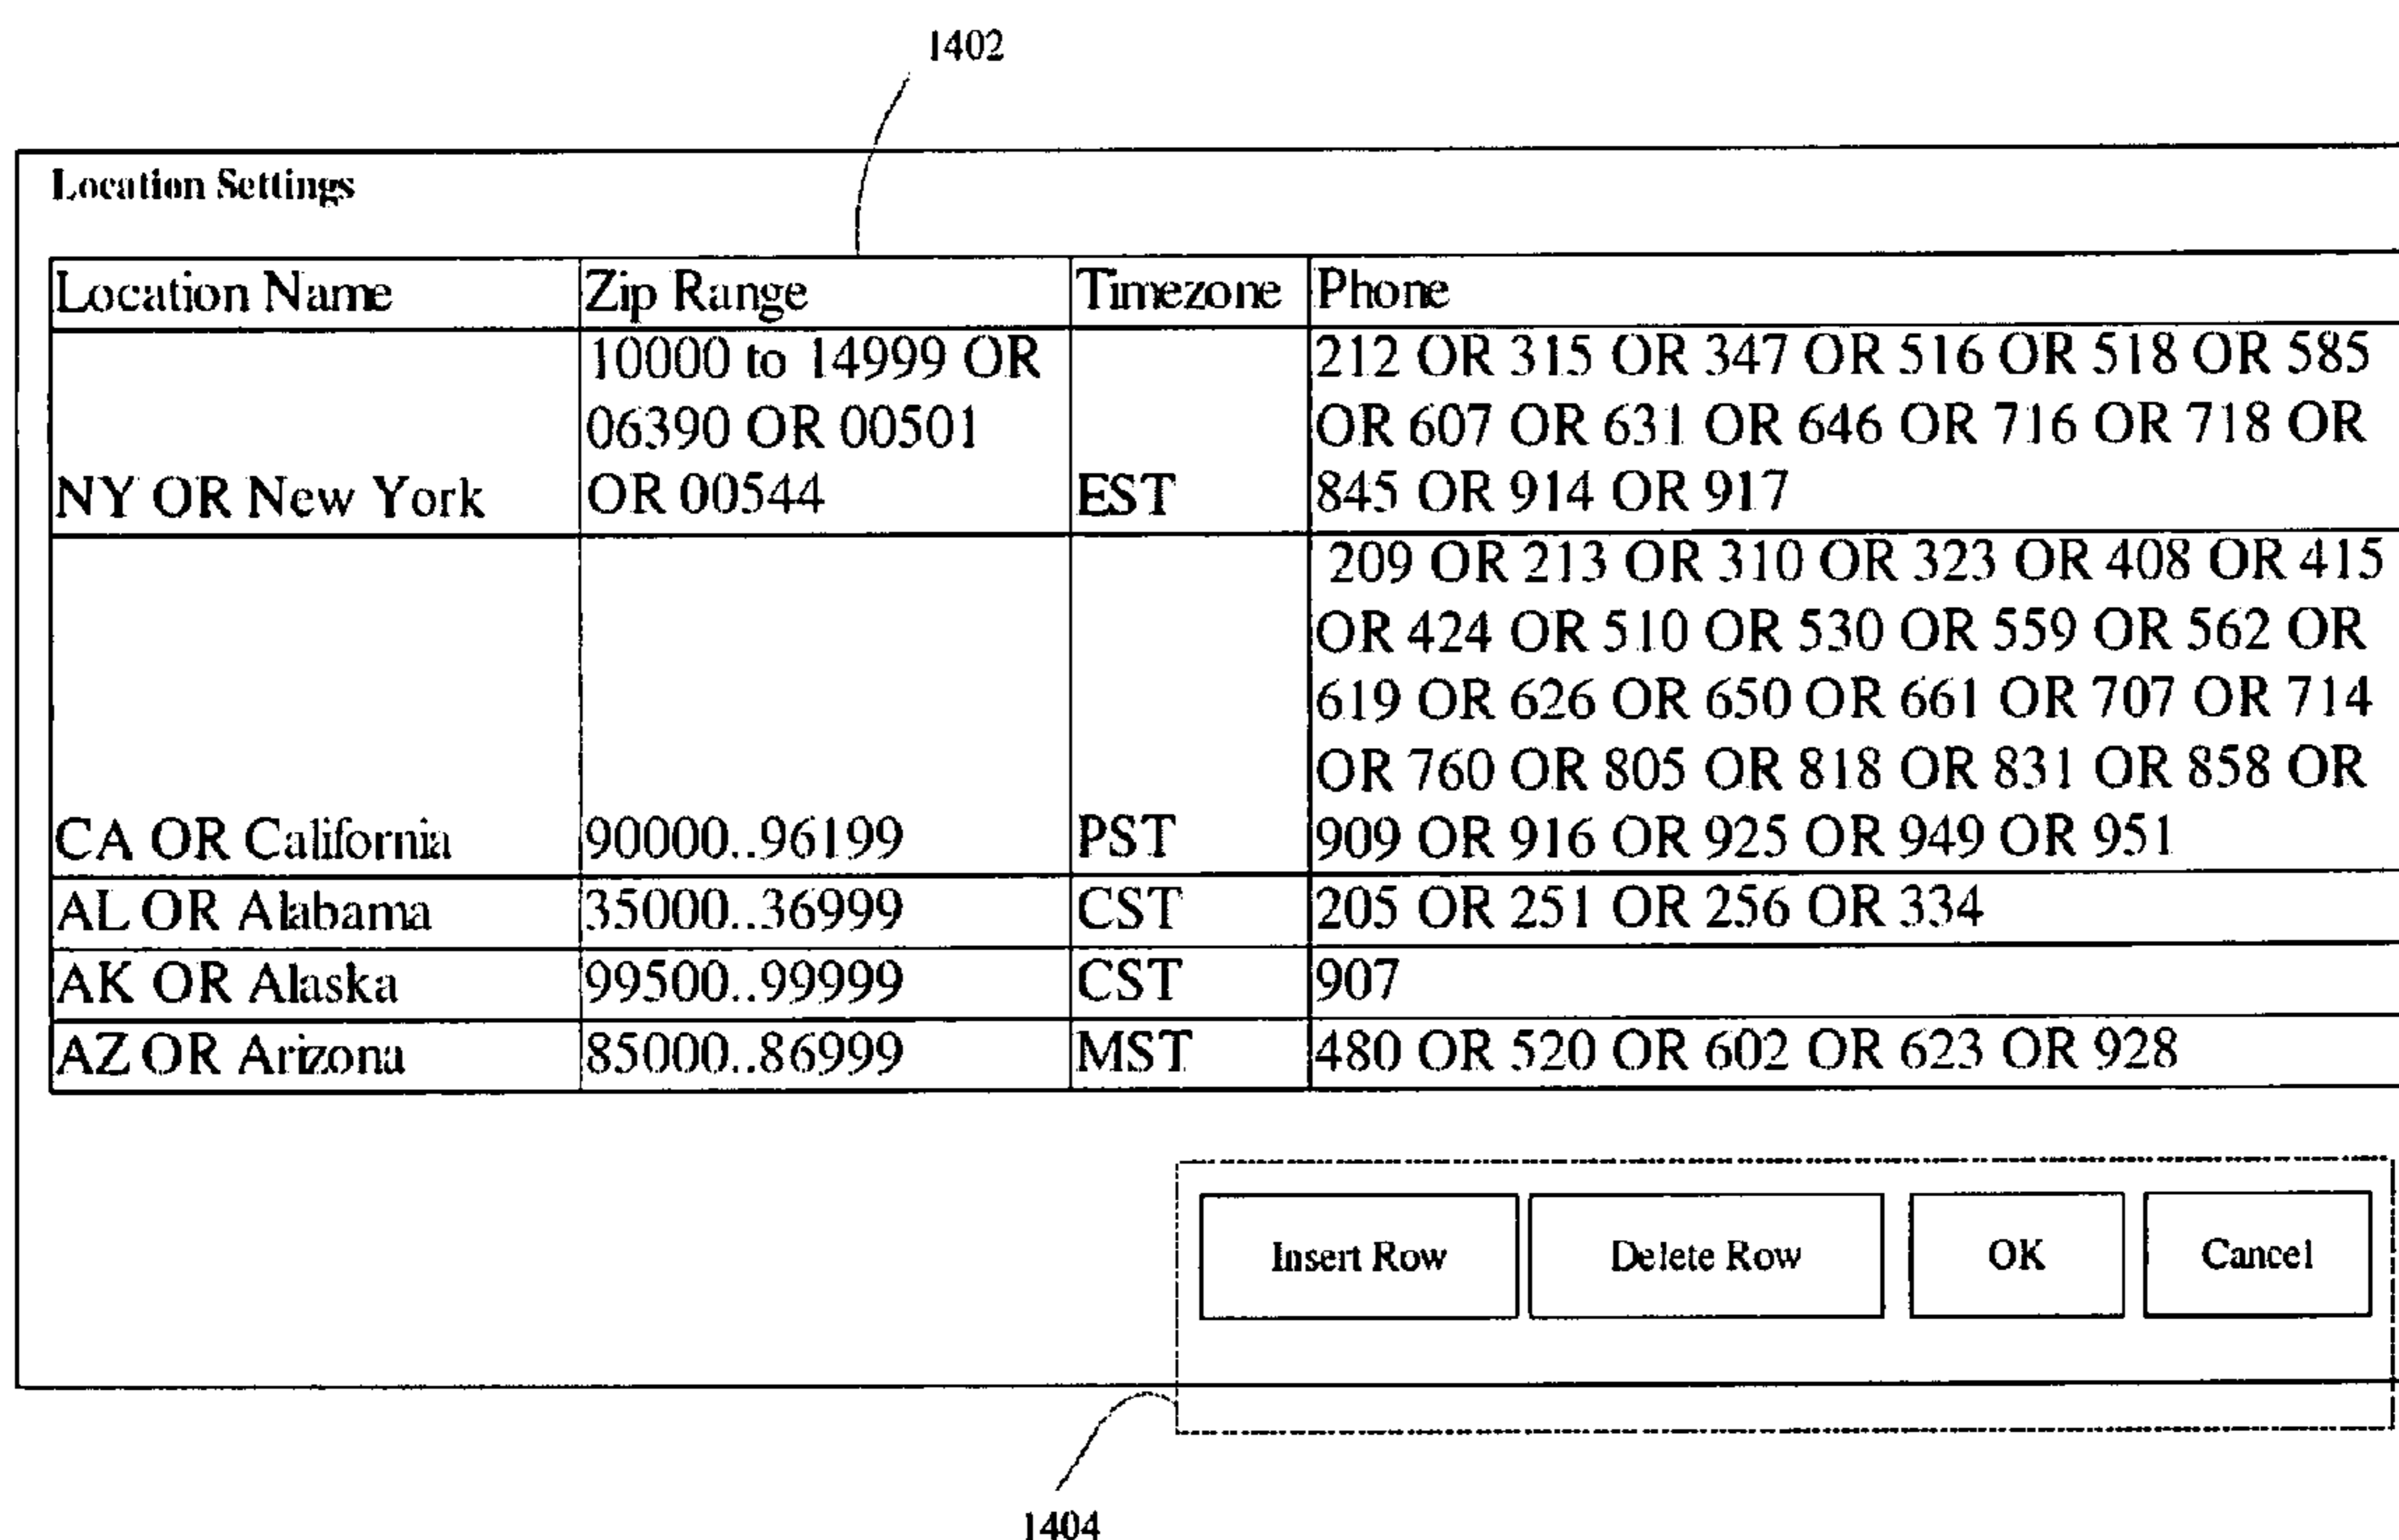 1402
Location Settings
Location Name Zip Range Timezone Phone
10000 to 14999 OR
06390 OR 00501
OR 00544
NY OR New York
EST
212 OR 315 OR 347 OR 516 OR 518 OR 585
OR 607 OR 631 OR 646 OR 716 OR 718 OR
845 OR 914 OR 917
CA OR California
90000..96199
PST
209 OR 213 OR 310 OR 323 OR 408 OR 415
OR 424 OR 510 OR 530 OR 559 OR 562 OR
619 OR 626 OR 650 OR 661 OR 707 OR 714
OR 760 OR 805 OR 818 OR 831 OR 858 OR
909 OR 916 OR 925 OR 949 OR 951
AL OR Alabama 35000..36999 CST 205 OR 251 OR 256 OR 334
AK OR Alaska 99500..99999 CST 907
AZ OR Arizona 85000..86999 MST 480 OR 520 OR 602 OR 623 OR 928
Insert Row Delete Row OK Cancel
1404